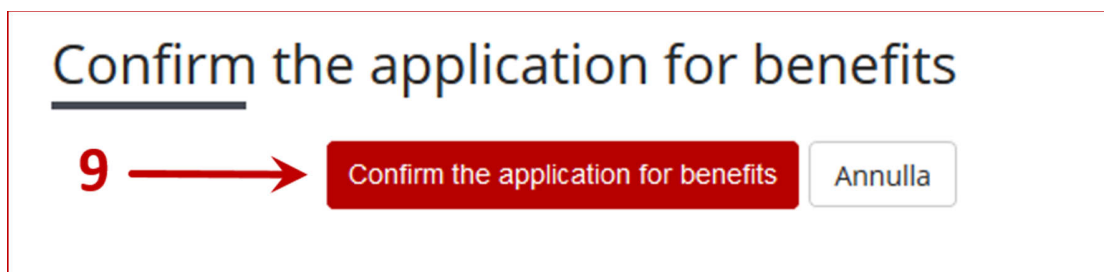 Confirm the application for benefits
9 Confirm the application for benefits Annulla